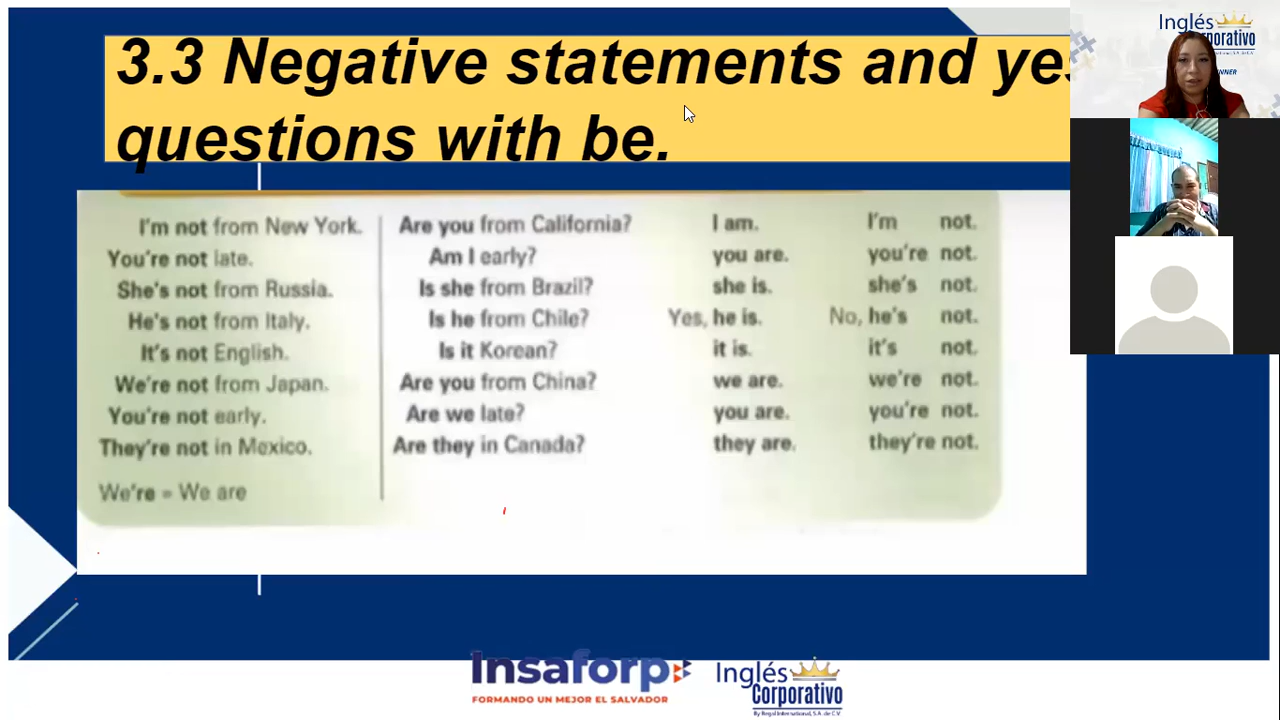 3.3 Negative statements and yes
questions with be.
Inglés
Corporativo
I'm not from New York. Are you from California? I am. I'm not.
You're not late. Am I early? you are. you're not.
She's not from Russia. Is she from Brazil? she is. she's not.
He's not from Italy. Is he from Chile? Yes, he is. No, he's not.
It's not English. Is it Korean? it is. it's not.
We're not from Japan. Are you from China? we are. we're not.
You're not early. Are we late? you are. you're not.
They're not in Mexico. Are they in Canada? they are. they're not.
We're = We are
Insaforp
FORMANDO UN MEJOR EL SALVADOR
Inglés
Corporativo
By Regal International, S.A. de C.V.